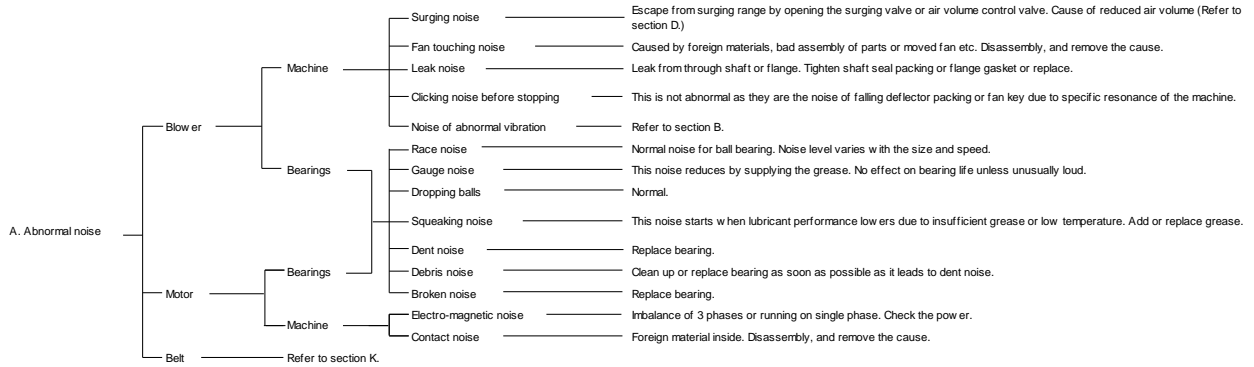 Surging noise
Escape from surging range by opening the surging valve or air volume control valve. Cause of reduced air volume (Refer to
section D.)
Fan touching noise
Caused by foreign materials, bad assembly of parts or moved fan etc. Disassembly, and remove the cause.
Machine
Leak noise
Leak from through shaft or flange. Tighten shaft seal packing or flange gasket or replace.
Clicking noise before stopping
This is not abnormal as they are the noise of falling deflector packing or fan key due to specific resonance of the machine.
Blower
Noise of abnormal vibration
Refer to section B.
Race noise
Normal noise for ball bearing. Noise level varies with the size and speed.
Bearings
Gauge noise
This noise reduces by supplying the grease. No effect on bearing life unless unusually loud.
Dropping balls
Normal.
Squeaking noise
This noise starts when lubricant performance lowers due to insufficient grease or low temperature. Add or replace grease.
A. Abnormal noise
Dent noise
Replace bearing.
Bearings
Debris noise
Clean up or replace bearing as soon as possible as it leads to dent noise.
Motor
Broken noise
Replace bearing.
Electro-magnetic noise
Imbalance of 3 phases or running on single phase. Check the power.
Machine
Contact noise
Foreign material inside. Disassembly, and remove the cause.
Belt
Refer to section K.